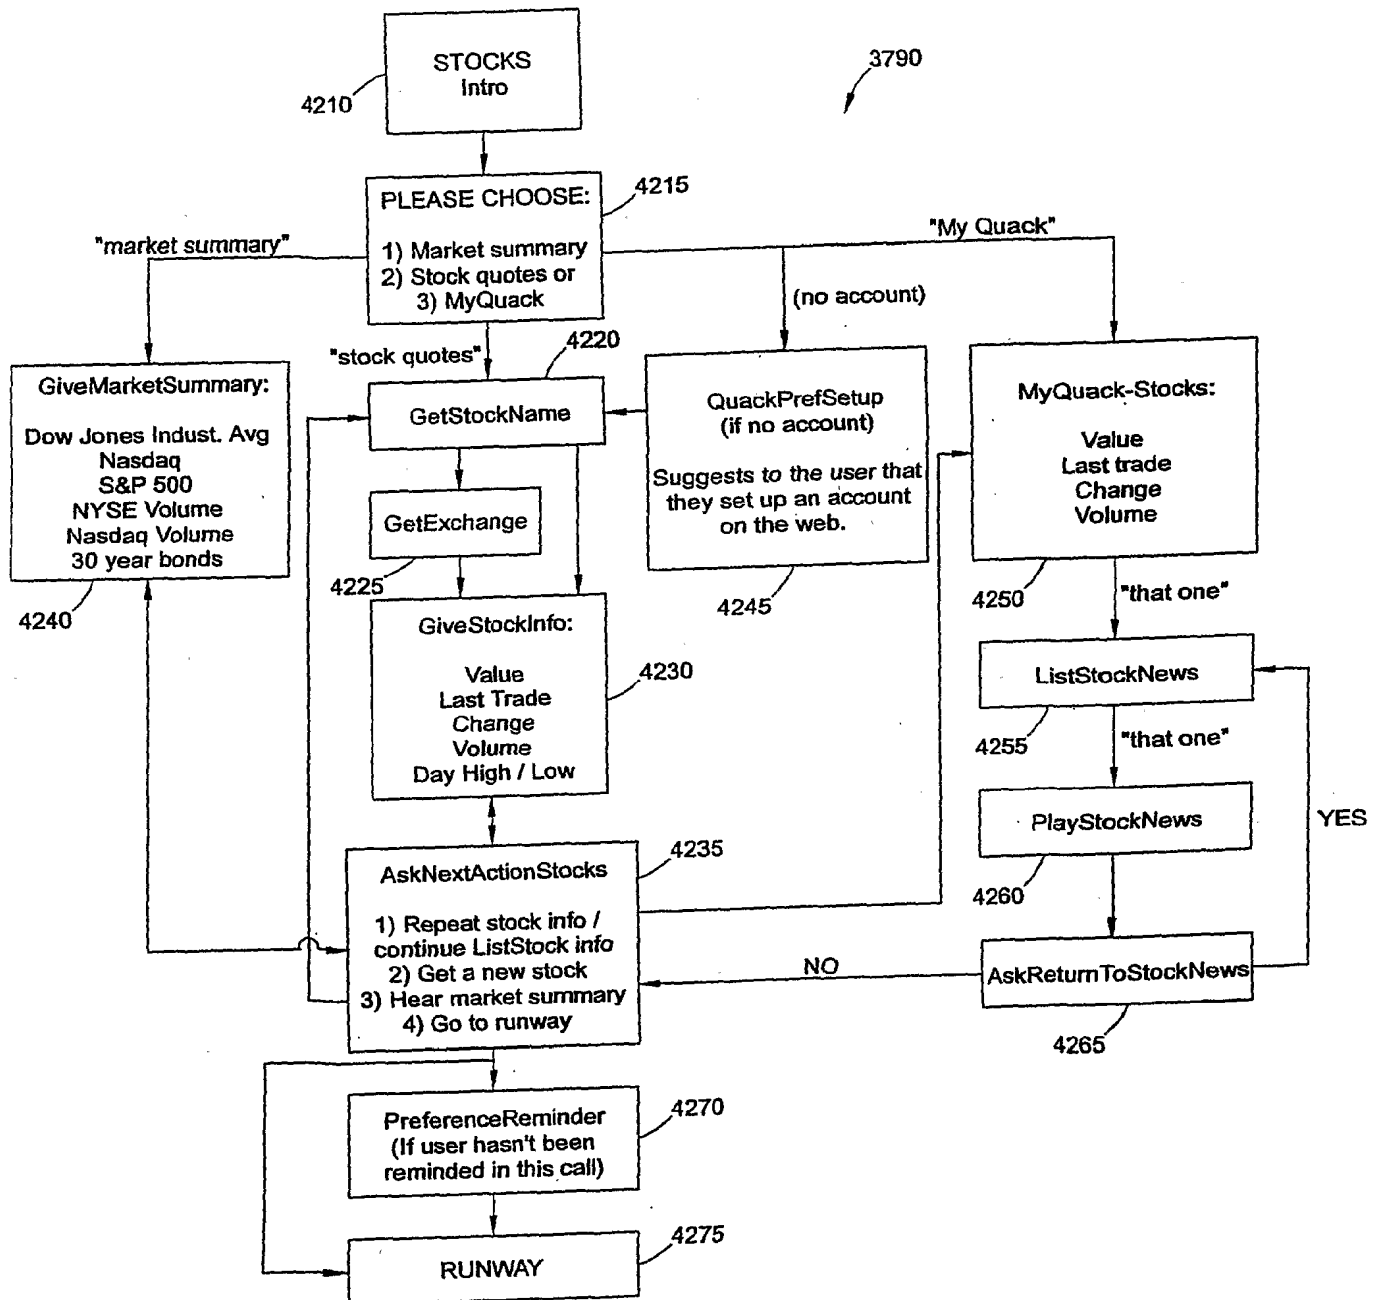 STOCKS
Intro
4210
3790
PLEASE CHOOSE:
1) Market summary
2) Stock quotes or
3) MyQuack
4215
"market summary"
"My Quack"
(no account)
"stock quotes"
4220
GiveMarketSummary:
Dow Jones Indust. Avg
Nasdaq
S&P 500
NYSE Volume
Nasdaq Volume
30 year bonds
4240
GetStockName
GetExchange
4225
QuackPrefSetup
(if no account)
Suggests to the user that
they set up an account
on the web.
4245
MyQuack-Stocks:
Value
Last trade
Change
Volume
4250
"that one"
GiveStockInfo:
Value
Last Trade
Change
Volume
Day High / Low
4230
ListStockNews
4255
"that one"
PlayStockNews
4260
YES
AskNextActionStocks
1) Repeat stock info /
continue ListStock info
2) Get a new stock
3) Hear market summary
4) Go to runway
4235
NO
AskReturnToStockNews
4265
PreferenceReminder
(If user hasn't been
reminded in this call)
4270
RUNWAY
4275